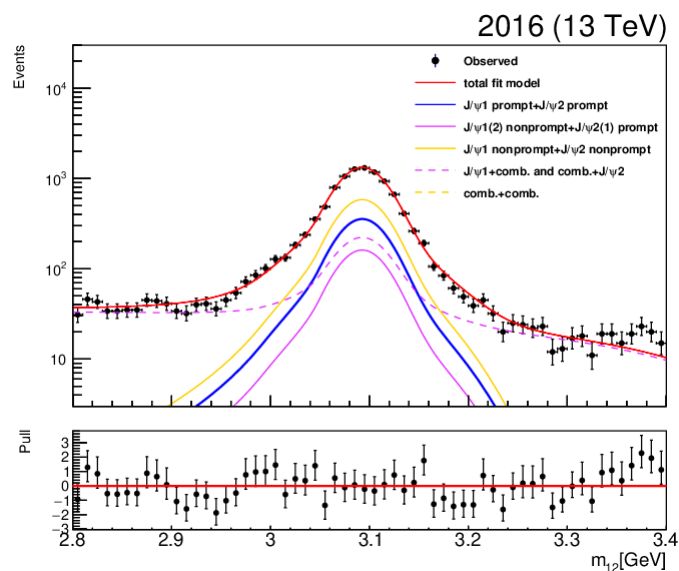 2016 (13 TeV)
Events
10⁴
10³
10²
10
Observed
total fit model
J/ψ1 prompt+J/ψ2 prompt
J/ψ1(2) nonprompt+J/ψ2(1) prompt
J/ψ1 nonprompt+J/ψ2 nonprompt
J/ψ1+comb. and comb.+J/ψ2
comb.+comb.
Pull
3
2
1
0
−1
−2
−3
2.8 2.9 3 3.1 3.2 3.3 3.4
m₁₂[GeV]